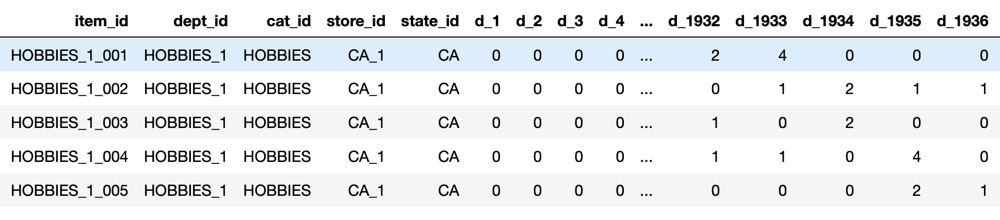 item_id dept_id cat_id store_id state_id d_1 d_2 d_3 d_4 ... d_1932 d_1933 d_1934 d_1935 d_1936
HOBBIES_1_001 HOBBIES_1 HOBBIES CA_1 CA 0 0 0 0 ... 2 4 0 0 0
HOBBIES_1_002 HOBBIES_1 HOBBIES CA_1 CA 0 0 0 0 ... 0 1 2 1 1
HOBBIES_1_003 HOBBIES_1 HOBBIES CA_1 CA 0 0 0 0 ... 1 0 2 0 0
HOBBIES_1_004 HOBBIES_1 HOBBIES CA_1 CA 0 0 0 0 ... 1 1 0 4 0
HOBBIES_1_005 HOBBIES_1 HOBBIES CA_1 CA 0 0 0 0 ... 0 0 0 2 1